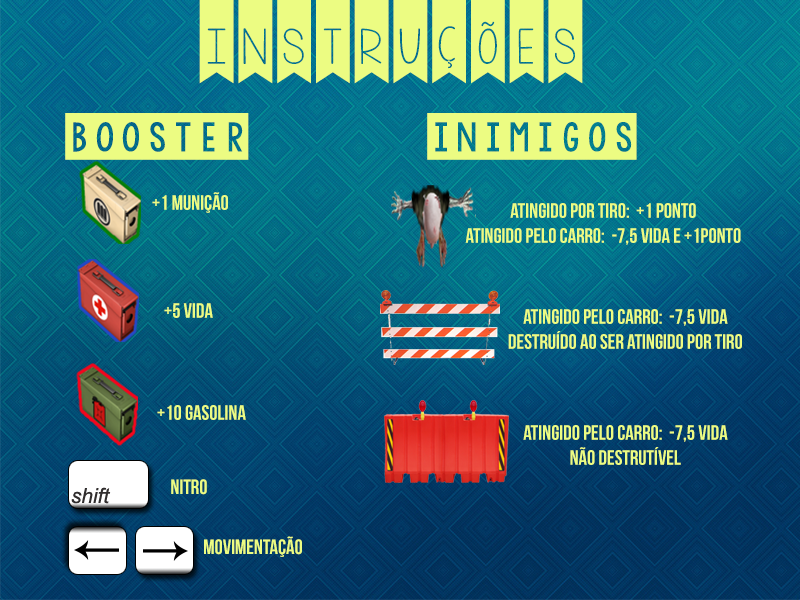 INSTRUÇÕES
BOOSTER
+1 MUNIÇÃO
+5 VIDA
+10 GASOLINA
shift
NITRO
MOVIMENTAÇÃO
INIMIGOS
ATINGIDO POR TIRO: +1 PONTO
ATINGIDO PELO CARRO: -7,5 VIDA E +1PONTO
ATINGIDO PELO CARRO: -7,5 VIDA
DESTRUÍDO AO SER ATINGIDO POR TIRO
ATINGIDO PELO CARRO: -7,5 VIDA
NÃO DESTRUTÍVEL